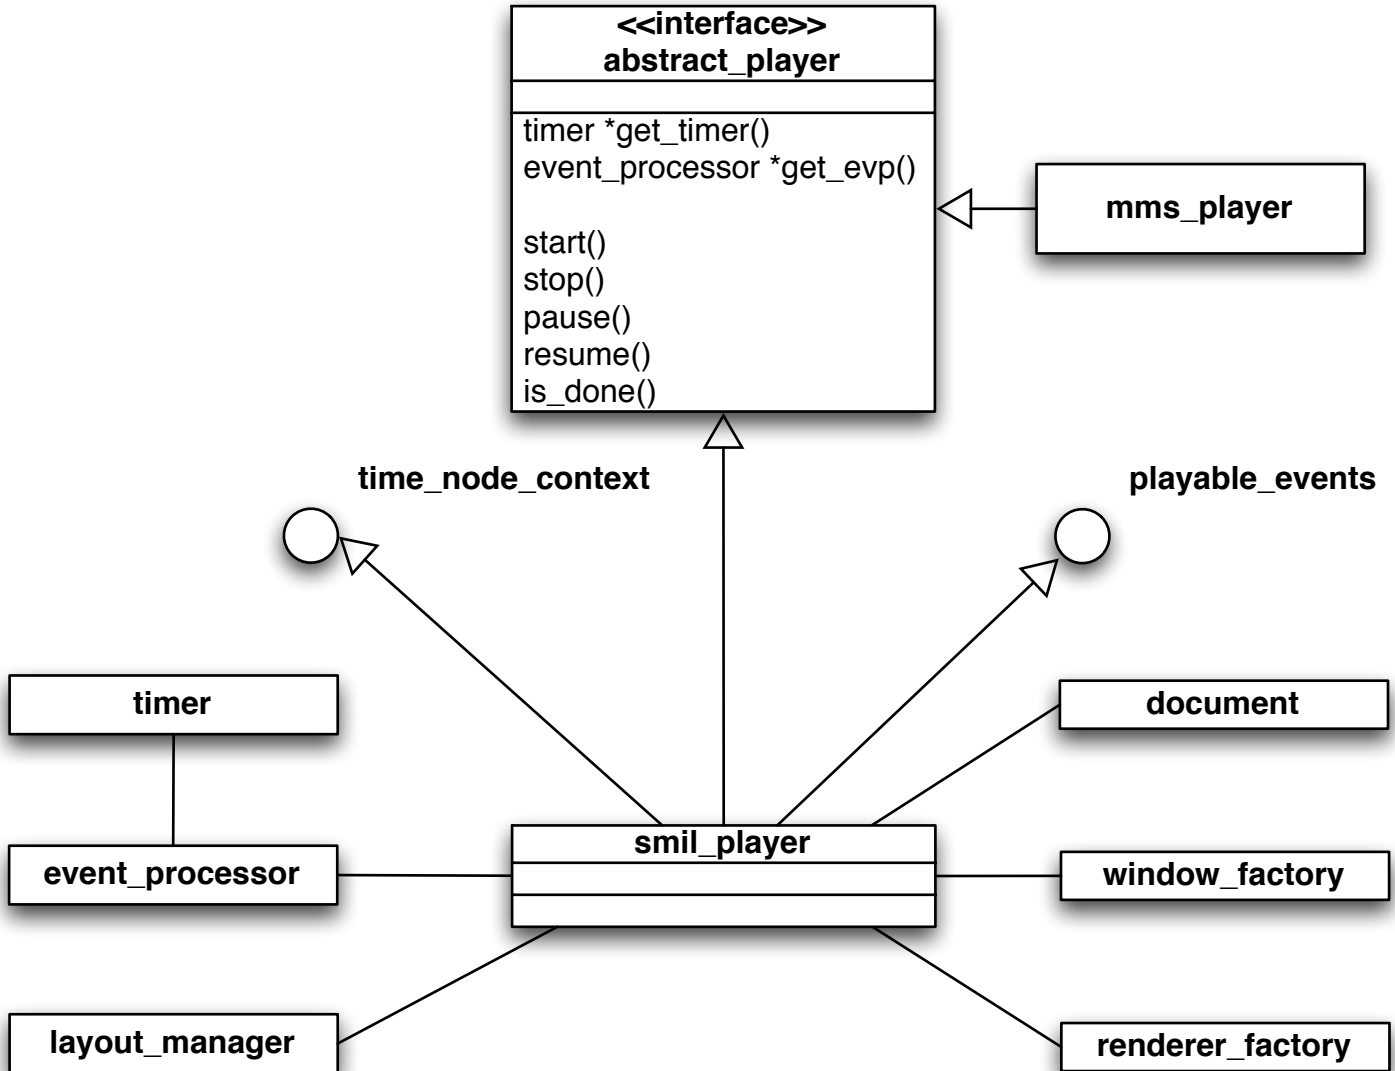 <<interface>>
abstract_player
timer *get_timer()
event_processor *get_evp()
start()
stop()
pause()
resume()
is_done()
mms_player
time_node_context
playable_events
timer
document
smil_player
event_processor
window_factory
layout_manager
renderer_factory